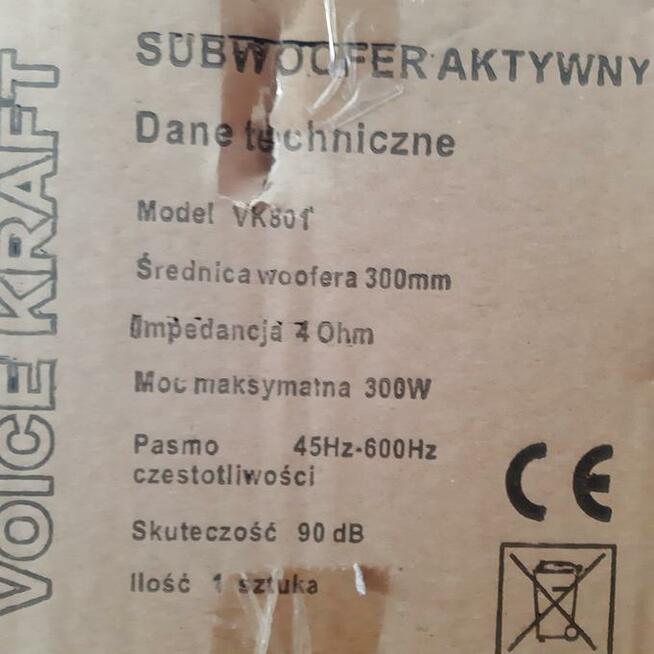 VOICE KRAFT
SUBWOOFER AKTYWNY
Dane techniczne
Model VK801
Średnica woofera 300mm
Impedancja 4 Ohm
Moc maksymalna 300W
Pasmo 45Hz-600Hz
czestotliwości
Skuteczość 90 dB
Ilość 1 sztuka
CE